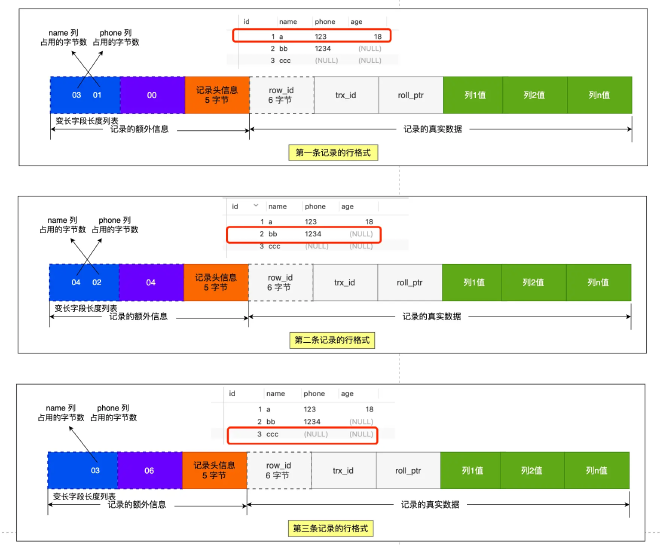 id name phone age
1 a 123 18
2 bb 1234 (NULL)
3 ccc (NULL) (NULL)
name 列 phone 列
占用的字节数 占用的字节数
03 01 00 记录头信息 5 字节 row_id 6 字节 trx_id roll_ptr 列1值 列2值 列n值
变长字段长度列表
记录的额外信息 记录的真实数据
第一条记录的行格式
id name phone age
1 a 123 18
2 bb 1234 (NULL)
3 ccc (NULL) (NULL)
name 列 phone 列
占用的字节数 占用的字节数
04 02 04 记录头信息 5 字节 row_id 6 字节 trx_id roll_ptr 列1值 列2值 列n值
变长字段长度列表
记录的额外信息 记录的真实数据
第二条记录的行格式
id name phone age
1 a 123 18
2 bb 1234 (NULL)
3 ccc (NULL) (NULL)
name 列 phone 列
占用的字节数 占用的字节数
03 06 记录头信息 5 字节 row_id 6 字节 trx_id roll_ptr 列1值 列2值 列n值
变长字段长度列表
记录的额外信息 记录的真实数据
第三条记录的行格式